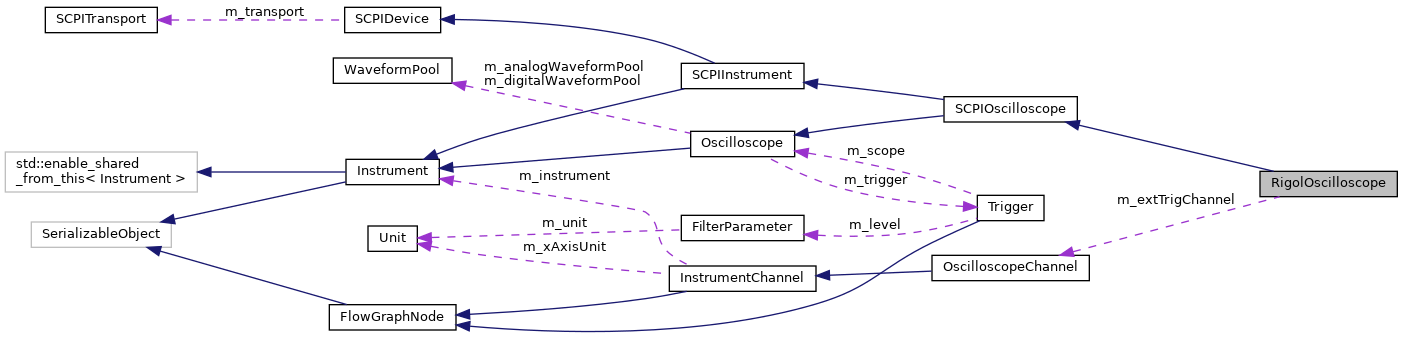 SCPITransport
m_transport
SCPIDevice
WaveformPool
m_analogWaveformPool
m_digitalWaveformPool
SCPIInstrument
SCPIOscilloscope
std::enable_shared
_from_this< Instrument >
Instrument
Oscilloscope
m_scope
m_trigger
m_instrument
RigolOscilloscope
m_extTrigChannel
Trigger
SerializableObject
Unit
m_unit
m_xAxisUnit
FilterParameter
m_level
InstrumentChannel
OscilloscopeChannel
FlowGraphNode